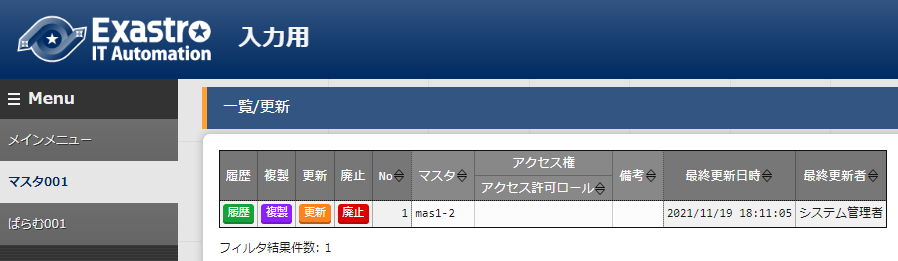 Exastro
IT Automation
入力用
Menu
一覧/更新
メインメニュー
マスタ001
ぱらむ001
履歴 複製 更新 廃止 No マスタ アクセス権 備考 最終更新日時 最終更新者
アクセス許可ロール
履歴 複製 更新 廃止 1 mas1-2 2021/11/19 18:11:05 システム管理者
フィルタ結果件数: 1